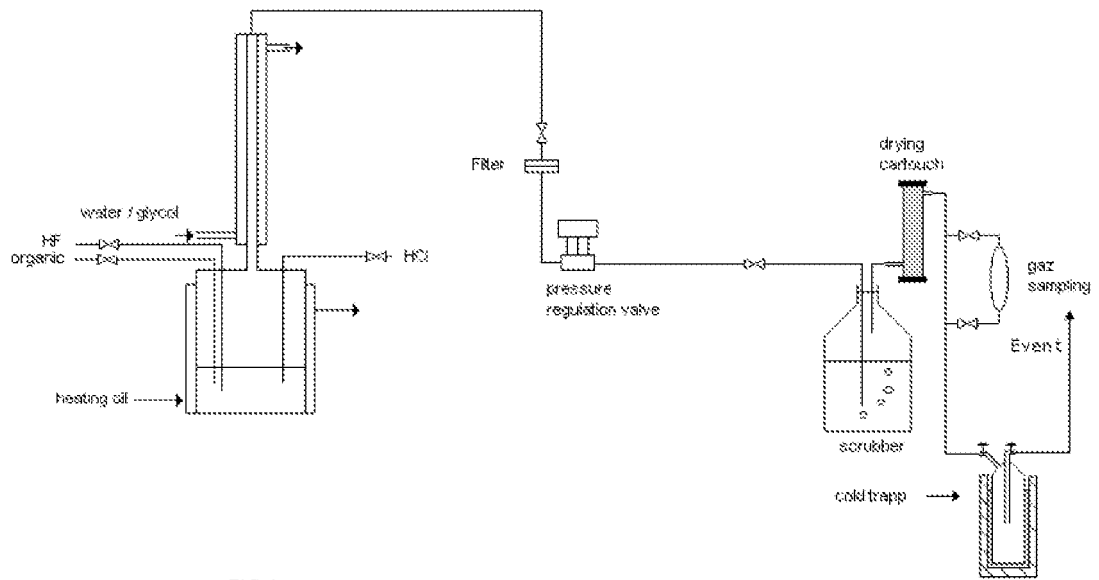 drying
cartouch
Filter
water / glycol
HF
organic
HCl
gaz
sampling
pressure
regulation valve
Event
heating oil
scrubber
cold trapp